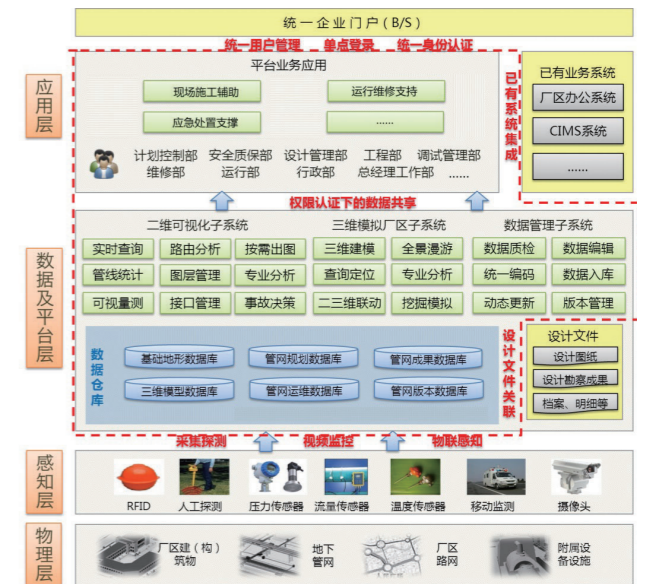 统一企业门户(B/S)
统一用户管理 单点登录 统一身份认证
应用层
平台业务应用
现场施工辅助 运行维修支持
应急处置支撑 ......
计划控制部 安全质保部 设计管理部 工程部 调试管理部
维修部 运行部 行政部 总经理工作部 ......
已有系统集成
已有业务系统
厂区办公系统
CIMS系统
......
权限认证下的数据共享
数据及平台层
二维可视化子系统 三维模拟厂区子系统 数据管理子系统
实时查询 路由分析 按需出图 三维建模 全景漫游 数据质检 数据编辑
管线统计 图层管理 专业分析 查询定位 专业分析 统一编码 数据入库
可视量测 接口管理 事故决策 二三维联动 挖掘模拟 动态更新 版本管理
数据仓库
基础地形数据库 管网规划数据库 管网成果数据库
三维模型数据库 管网运维数据库 管网版本数据库
设计文件关联
设计文件
设计图纸
设计勘察成果
档案、明细等
采集探测 视频监控 物联感知
感知层
RFID 人工探测 压力传感器 流量传感器 温度传感器 移动监测 摄像头
物理层
厂区建(构)筑物
地下管网
厂区路网
附属设备设施